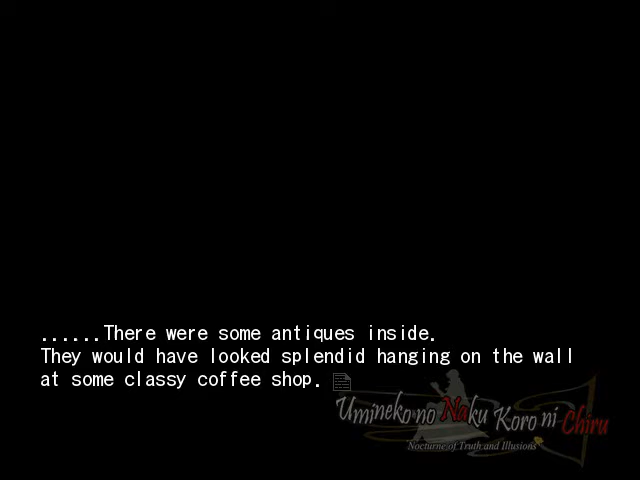 ......There were some antiques inside.
They would have looked splendid hanging on the wall
at some classy coffee shop.
Umineko no Naku Koro ni Chiru
Nocturne of Truth and Illusions